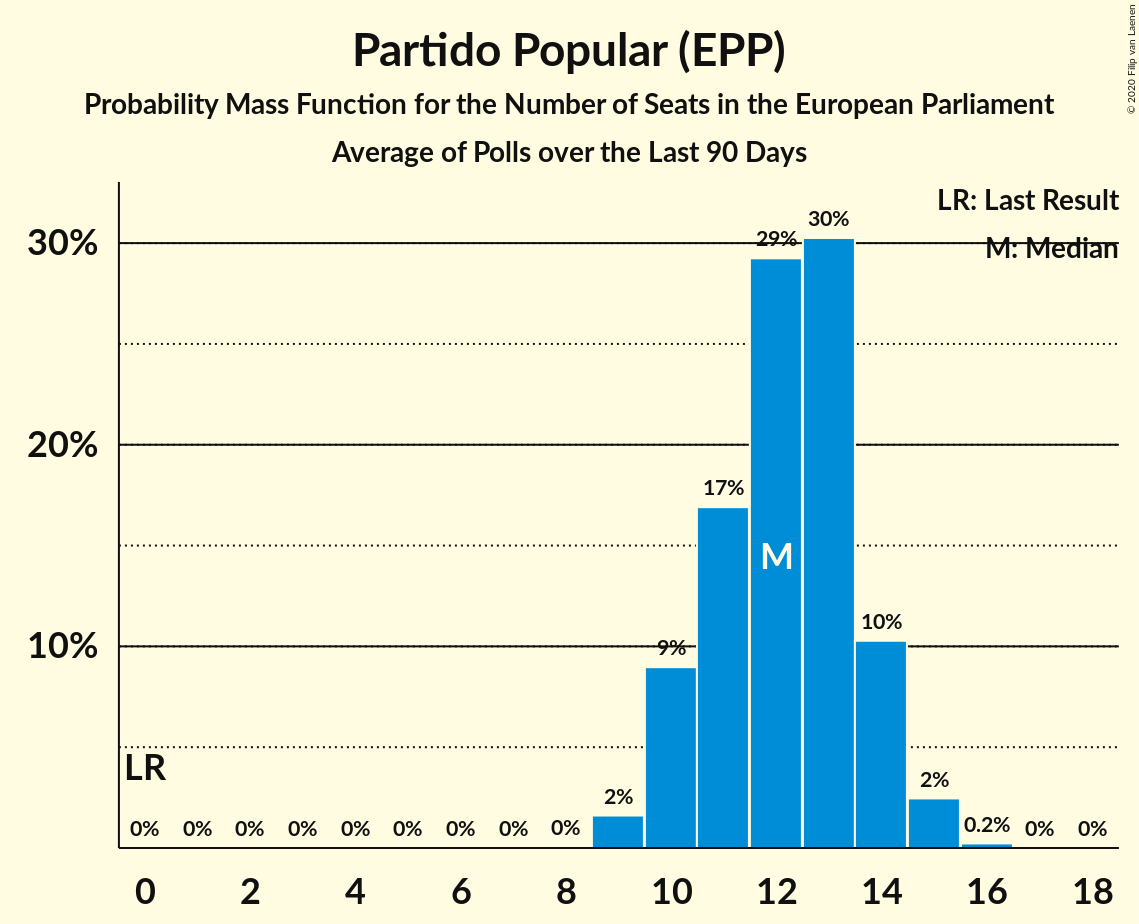 Partido Popular (EPP)
Probability Mass Function for the Number of Seats in the European Parliament
Average of Polls over the Last 90 Days
© 2020 Filip van Laenen
LR: Last Result
M: Median
30%
20%
10%
LR
M
0% 0% 0% 0% 0% 0% 0% 0% 0% 2% 9% 17% 29% 30% 10% 2% 0.2% 0% 0%
0 2 4 6 8 10 12 14 16 18